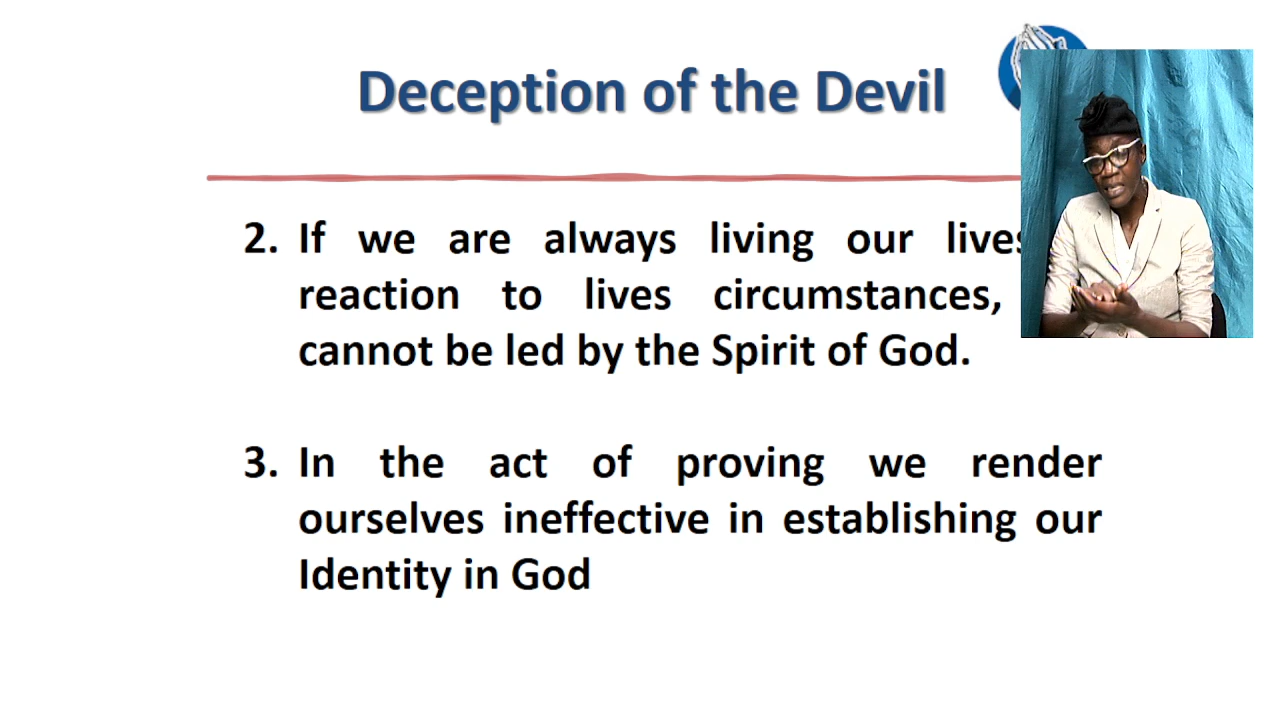 Deception of the Devil
2. If we are always living our lives
reaction to lives circumstances,
cannot be led by the Spirit of God.
3. In the act of proving we render
ourselves ineffective in establishing our
Identity in God